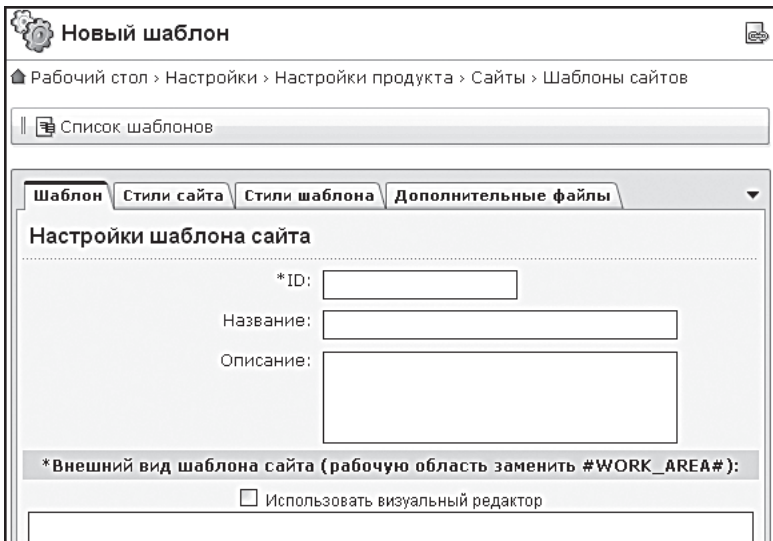 Новый шаблон
Рабочий стол › Настройки › Настройки продукта › Сайты › Шаблоны сайтов
Список шаблонов
Шаблон Стили сайта Стили шаблона Дополнительные файлы
Настройки шаблона сайта
*ID:
Название:
Описание:
*Внешний вид шаблона сайта (рабочую область заменить #WORK_AREA#):
Использовать визуальный редактор